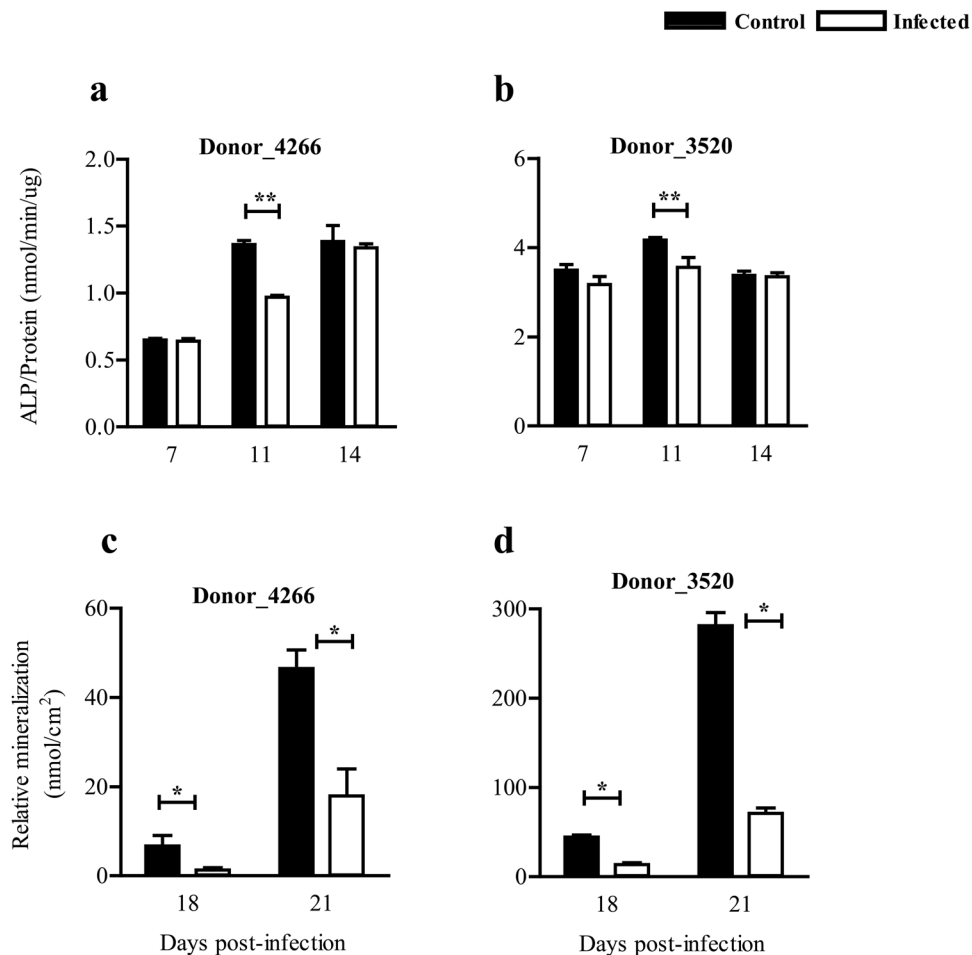 Control Infected
a
Donor_4266
ALP/Protein (nmol/min/ug)
2.0
1.5
1.0
0.5
0.0
**
7 11 14
b
Donor_3520
6
4
2
0
**
7 11 14
c
Donor_4266
Relative mineralization
(nmol/cm²)
60
40
20
0
*
*
18 21
Days post-infection
d
Donor_3520
300
200
100
0
*
*
18 21
Days post-infection